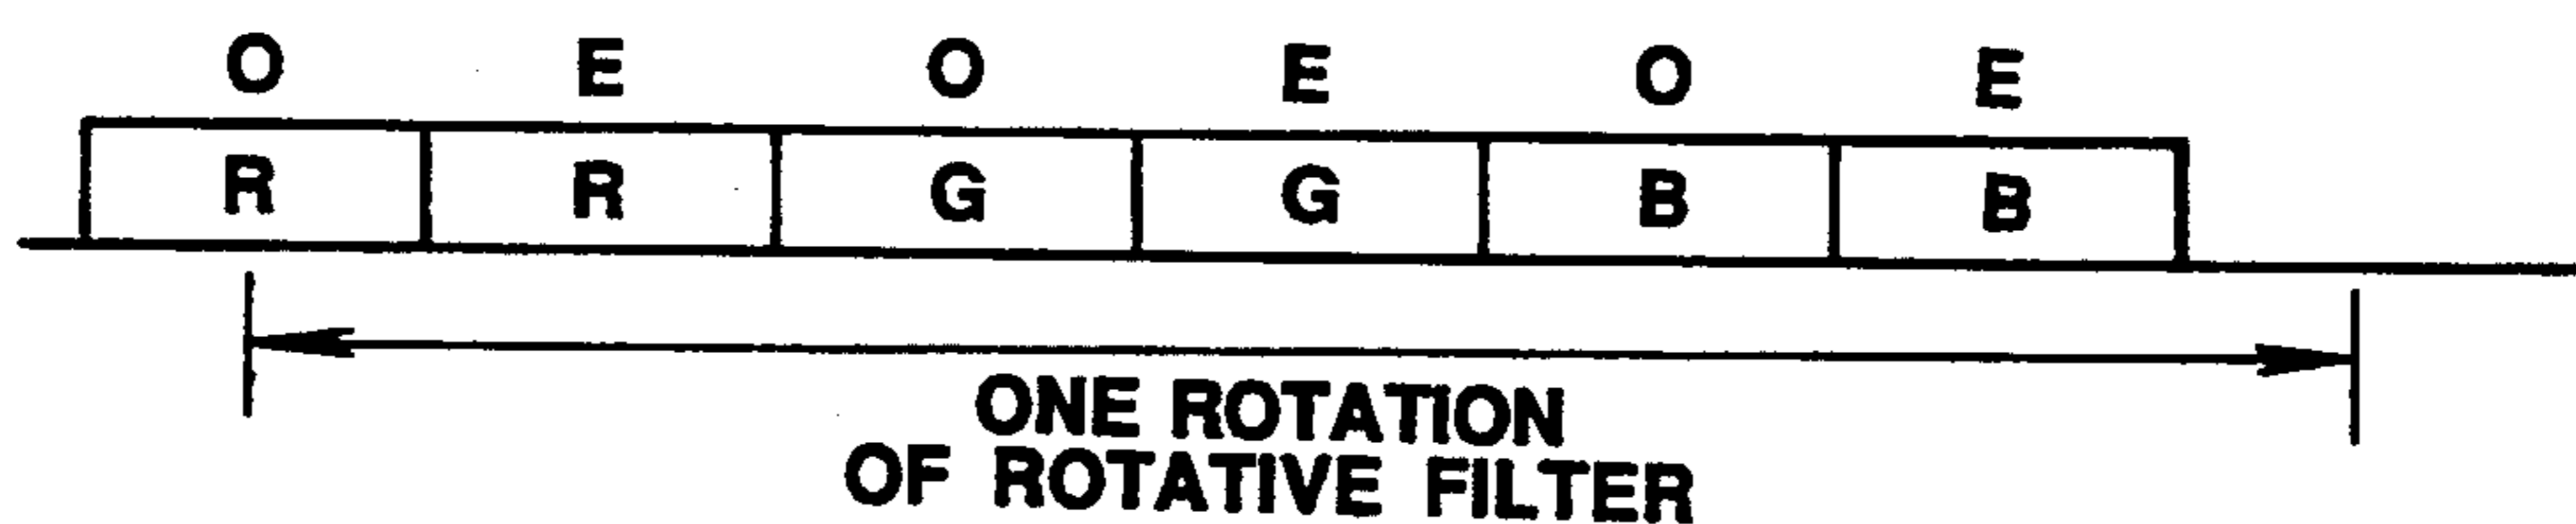 O E O E O E
R R G G B B
ONE ROTATION
OF ROTATIVE FILTER